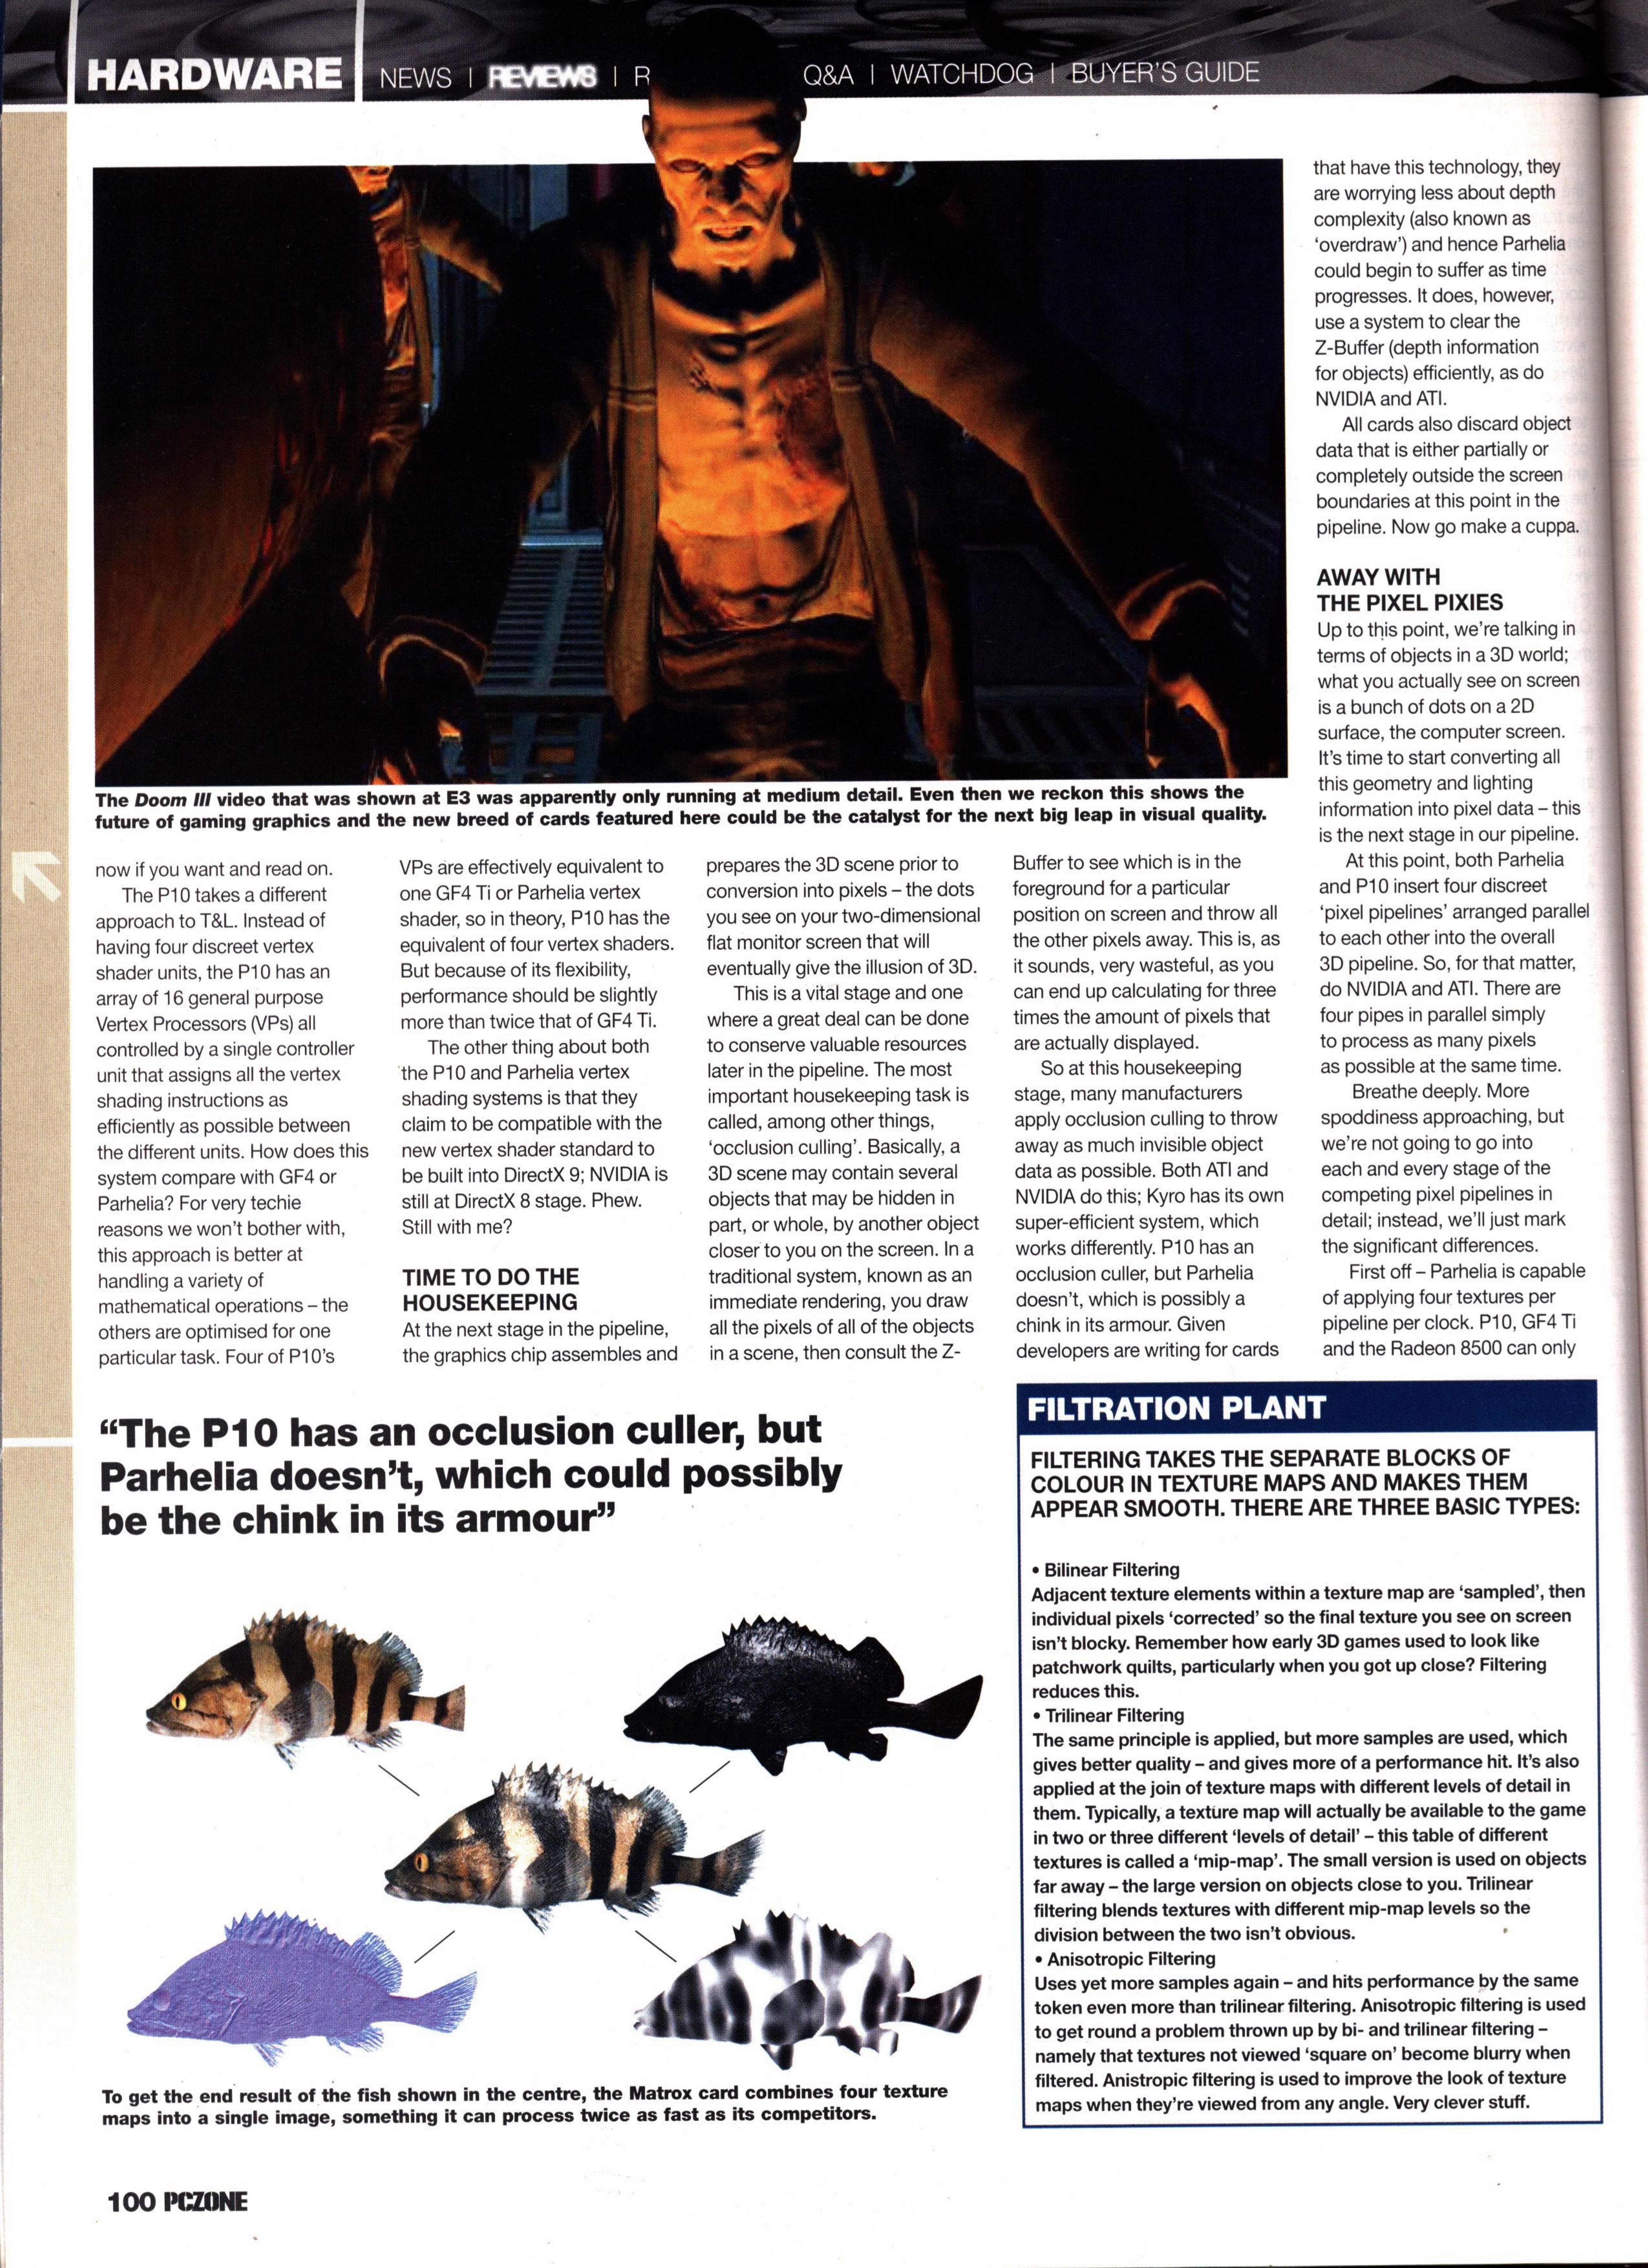 HARDWARE
NEWS | REVIEWS | R
Q&A | WATCHDOG | BUYER'S GUIDE
The Doom III video that was shown at E3 was apparently only running at medium detail. Even then we reckon this shows the
future of gaming graphics and the new breed of cards featured here could be the catalyst for the next big leap in visual quality.
now if you want and read on.
The P10 takes a different
approach to T&L. Instead of
having four discreet vertex
shader units, the P10 has an
array of 16 general purpose
Vertex Processors (VPs) all
controlled by a single controller
unit that assigns all the vertex
shading instructions as
efficiently as possible between
the different units. How does this
system compare with GF4 or
Parhelia? For very techie
reasons we won't bother with,
this approach is better at
handling a variety of
mathematical operations – the
others are optimised for one
particular task. Four of P10's
VPs are effectively equivalent to
one GF4 Ti or Parhelia vertex
shader, so in theory, P10 has the
equivalent of four vertex shaders.
But because of its flexibility,
performance should be slightly
more than twice that of GF4 Ti.
The other thing about both
the P10 and Parhelia vertex
shading systems is that they
claim to be compatible with the
new vertex shader standard to
be built into DirectX 9; NVIDIA is
still at DirectX 8 stage. Phew.
Still with me?
TIME TO DO THE
HOUSEKEEPING
At the next stage in the pipeline,
the graphics chip assembles and
prepares the 3D scene prior to
conversion into pixels – the dots
you see on your two-dimensional
flat monitor screen that will
eventually give the illusion of 3D.
This is a vital stage and one
where a great deal can be done
to conserve valuable resources
later in the pipeline. The most
important housekeeping task is
called, among other things,
'occlusion culling'. Basically, a
3D scene may contain several
objects that may be hidden in
part, or whole, by another object
closer to you on the screen. In a
traditional system, known as an
immediate rendering, you draw
all the pixels of all of the objects
in a scene, then consult the Z-
Buffer to see which is in the
foreground for a particular
position on screen and throw all
the other pixels away. This is, as
it sounds, very wasteful, as you
can end up calculating for three
times the amount of pixels that
are actually displayed.
So at this housekeeping
stage, many manufacturers
apply occlusion culling to throw
away as much invisible object
data as possible. Both ATI and
NVIDIA do this; Kyro has its own
super-efficient system, which
works differently. P10 has an
occlusion culler, but Parhelia
doesn't, which is possibly a
chink in its armour. Given
developers are writing for cards
that have this technology, they
are worrying less about depth
complexity (also known as
'overdraw') and hence Parhelia
could begin to suffer as time
progresses. It does, however,
use a system to clear the
Z-Buffer (depth information
for objects) efficiently, as do
NVIDIA and ATI.
All cards also discard object
data that is either partially or
completely outside the screen
boundaries at this point in the
pipeline. Now go make a cuppa.
AWAY WITH
THE PIXEL PIXIES
Up to this point, we're talking in
terms of objects in a 3D world;
what you actually see on screen
is a bunch of dots on a 2D
surface, the computer screen.
It's time to start converting all
this geometry and lighting
information into pixel data – this
is the next stage in our pipeline.
At this point, both Parhelia
and P10 insert four discreet
'pixel pipelines' arranged parallel
to each other into the overall
3D pipeline. So, for that matter,
do NVIDIA and ATI. There are
four pipes in parallel simply
to process as many pixels
as possible at the same time.
Breathe deeply. More
spoddiness approaching, but
we're not going to go into
each and every stage of the
competing pixel pipelines in
detail; instead, we'll just mark
the significant differences.
First off – Parhelia is capable
of applying four textures per
pipeline per clock. P10, GF4 Ti
and the Radeon 8500 can only
"The P10 has an occlusion culler, but
Parhelia doesn't, which could possibly
be the chink in its armour"
To get the end result of the fish shown in the centre, the Matrox card combines four texture
maps into a single image, something it can process twice as fast as its competitors.
FILTRATION PLANT
FILTERING TAKES THE SEPARATE BLOCKS OF
COLOUR IN TEXTURE MAPS AND MAKES THEM
APPEAR SMOOTH. THERE ARE THREE BASIC TYPES:
• Bilinear Filtering
Adjacent texture elements within a texture map are 'sampled', then
individual pixels 'corrected' so the final texture you see on screen
isn't blocky. Remember how early 3D games used to look like
patchwork quilts, particularly when you got up close? Filtering
reduces this.
• Trilinear Filtering
The same principle is applied, but more samples are used, which
gives better quality – and gives more of a performance hit. It's also
applied at the join of texture maps with different levels of detail in
them. Typically, a texture map will actually be available to the game
in two or three different 'levels of detail' – this table of different
textures is called a 'mip-map'. The small version is used on objects
far away – the large version on objects close to you. Trilinear
filtering blends textures with different mip-map levels so the
division between the two isn't obvious.
• Anisotropic Filtering
Uses yet more samples again – and hits performance by the same
token even more than trilinear filtering. Anisotropic filtering is used
to get round a problem thrown up by bi- and trilinear filtering –
namely that textures not viewed 'square on' become blurry when
filtered. Anistropic filtering is used to improve the look of texture
maps when they're viewed from any angle. Very clever stuff.
100 PCZONE